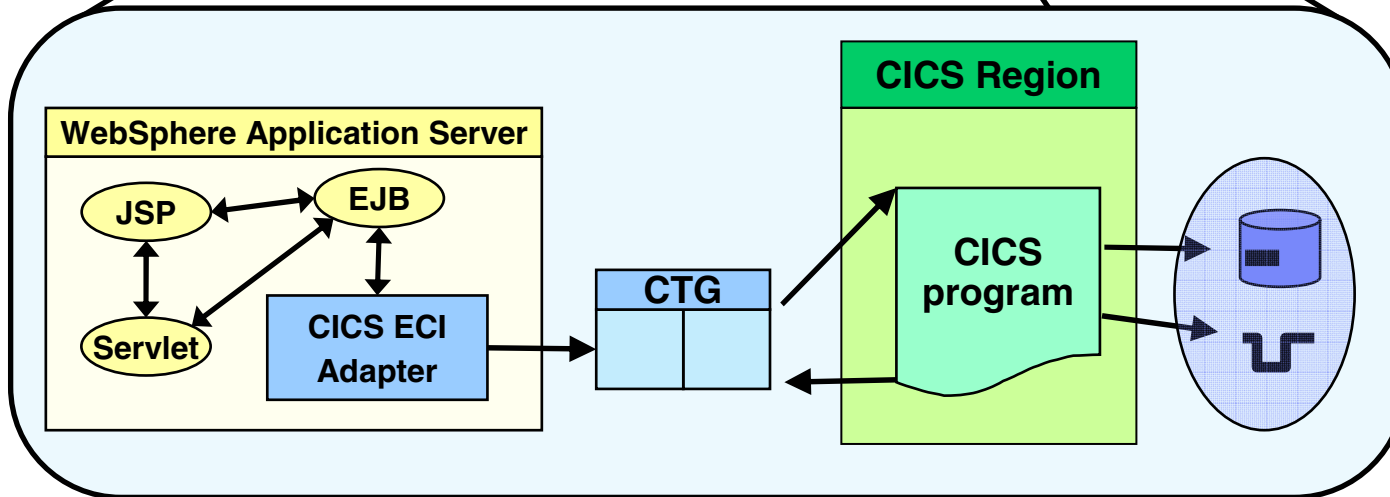 CICS Region
WebSphere Application Server
JSP
EJB
Servlet
CICS ECI
Adapter
CTG
CICS
program